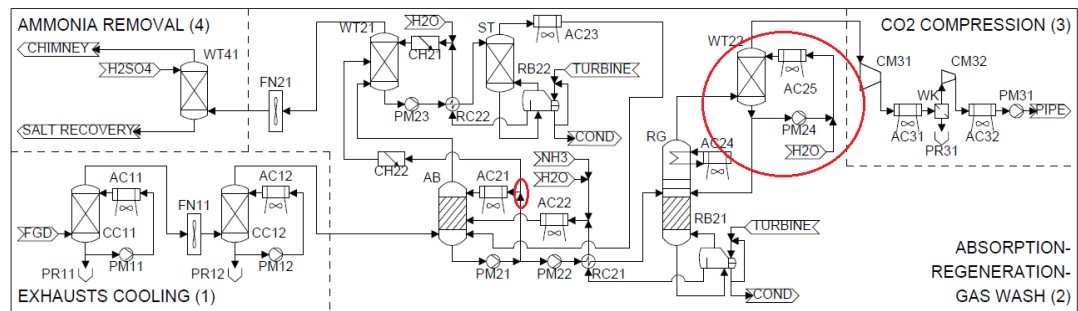 AMMONIA REMOVAL (4)
CHIMNEY
WT41
H2SO4
SALT RECOVERY
FN21
WT21
H2O
CH21
ST
AC23
RB22
TURBINE
PM23
RC22
COND
WT22
AC25
PM24
H2O
CO2 COMPRESSION (3)
CM31
CM32
WK
PM31
PIPE
AC31
AC32
PR31
CH22
AB
AC21
NH3
H2O
AC22
RG
AC24
RB21
TURBINE
PM21
PM22
RC21
COND
AC11
FN11
AC12
FGD
CC11
CC12
PM11
PM12
PR11
PR12
EXHAUSTS COOLING (1)
ABSORPTION-
REGENERATION-
GAS WASH (2)